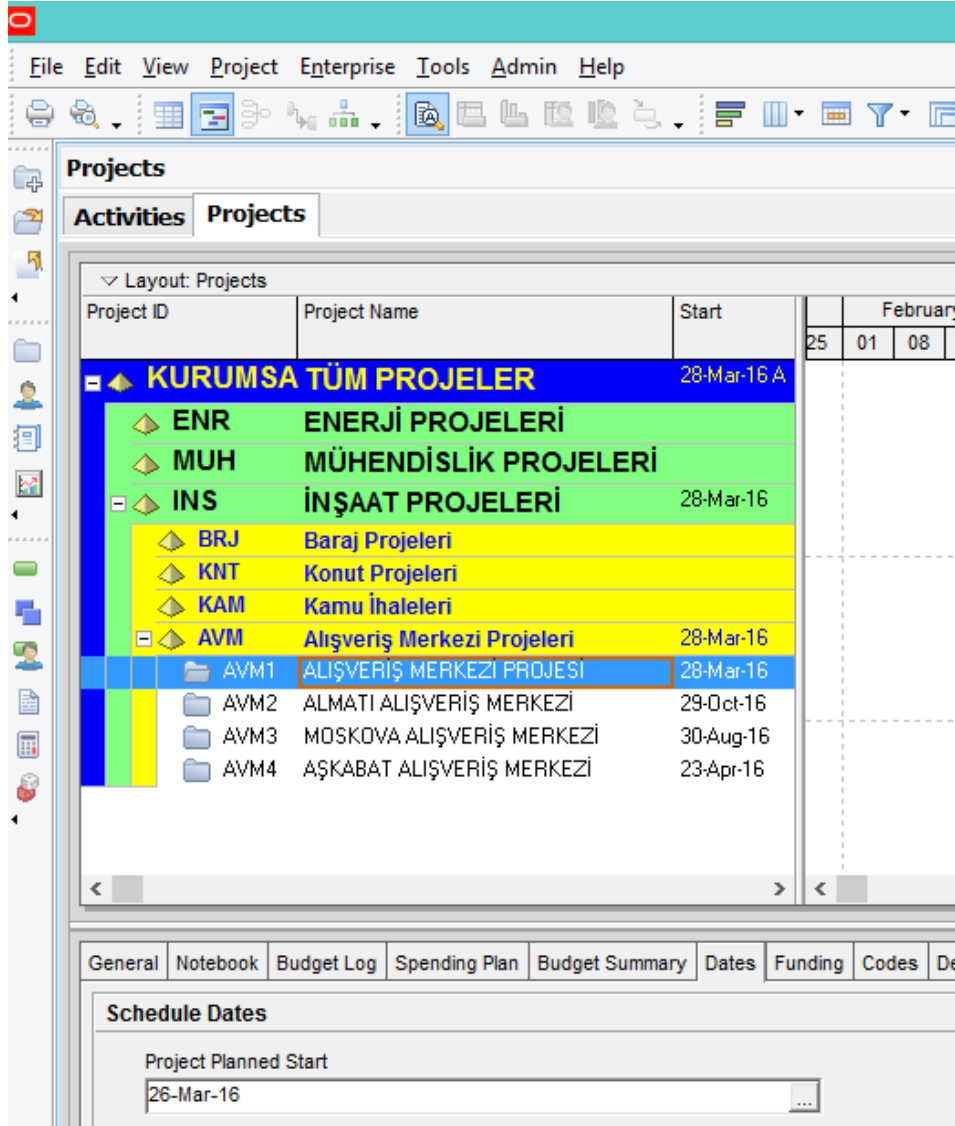 File Edit View Project Enterprise Tools Admin Help
Projects
Activities Projects
Layout: Projects
Project ID Project Name Start February
25 01 08
KURUMSA TÜM PROJELER 28-Mar-16 A
ENR ENERJİ PROJELERİ
MUH MÜHENDİSLİK PROJELERİ
INS İNŞAAT PROJELERİ 28-Mar-16
BRJ Baraj Projeleri
KNT Konut Projeleri
KAM Kamu İhaleleri
AVM Alışveriş Merkezi Projeleri 28-Mar-16
AVM1 ALIŞVERİŞ MERKEZİ PROJESİ 28-Mar-16
AVM2 ALMATI ALIŞVERİŞ MERKEZİ 29-Oct-16
AVM3 MOSKOVA ALIŞVERİŞ MERKEZİ 30-Aug-16
AVM4 AŞKABAT ALIŞVERİŞ MERKEZİ 23-Apr-16
General Notebook Budget Log Spending Plan Budget Summary Dates Funding Codes De
Schedule Dates
Project Planned Start
26-Mar-16 ...